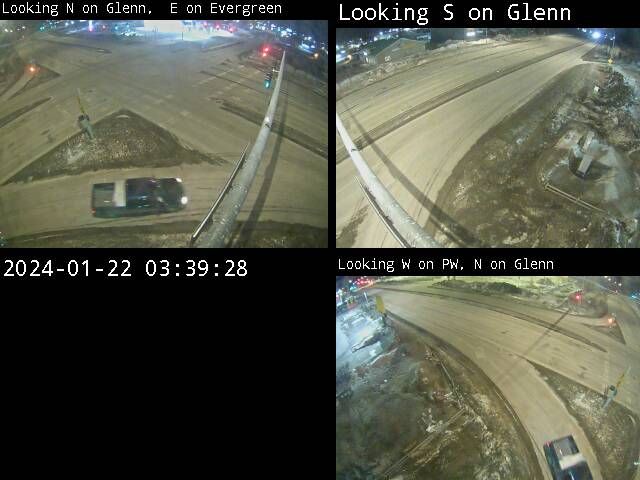 Looking N on Glenn,  E on Evergreen
Looking S on Glenn
2024-01-22 03:39:28
Looking W on PW, N on Glenn